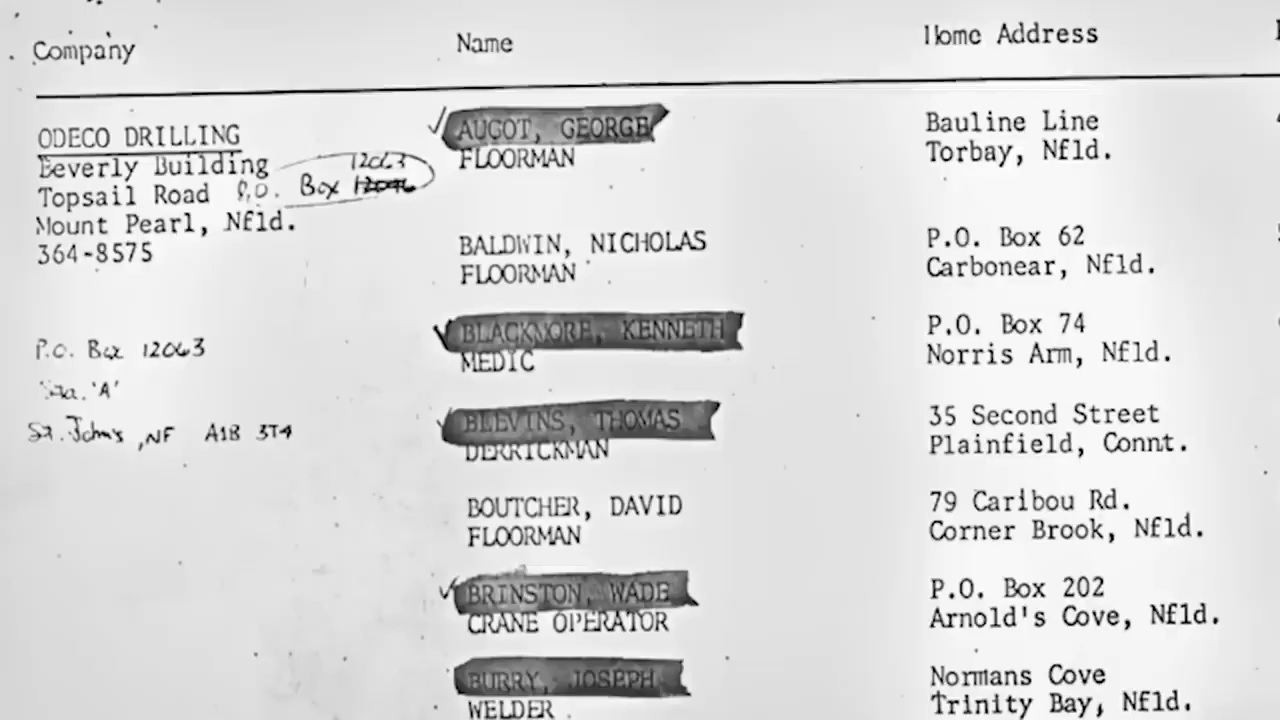 Company Name Home Address
ODECO DRILLING
Beverly Building
Topsail Road
Mount Pearl, Nfld.
364-8575
12063
P.O. Box 12046
P.O. Box 12063
Sta. 'A'
St. John's, NF A1B 3T4
AUGOT, GEORGE
FLOORMAN
Bauline Line
Torbay, Nfld.
BALDWIN, NICHOLAS
FLOORMAN
P.O. Box 62
Carbonear, Nfld.
BLACKMORE, KENNETH
MEDIC
P.O. Box 74
Norris Arm, Nfld.
BLEVINS, THOMAS
DERRICKMAN
35 Second Street
Plainfield, Connt.
BOUTCHER, DAVID
FLOORMAN
79 Caribou Rd.
Corner Brook, Nfld.
BRINSTON, WADE
CRANE OPERATOR
P.O. Box 202
Arnold's Cove, Nfld.
BURRY, JOSEPH
WELDER
Normans Cove
Trinity Bay, Nfld.